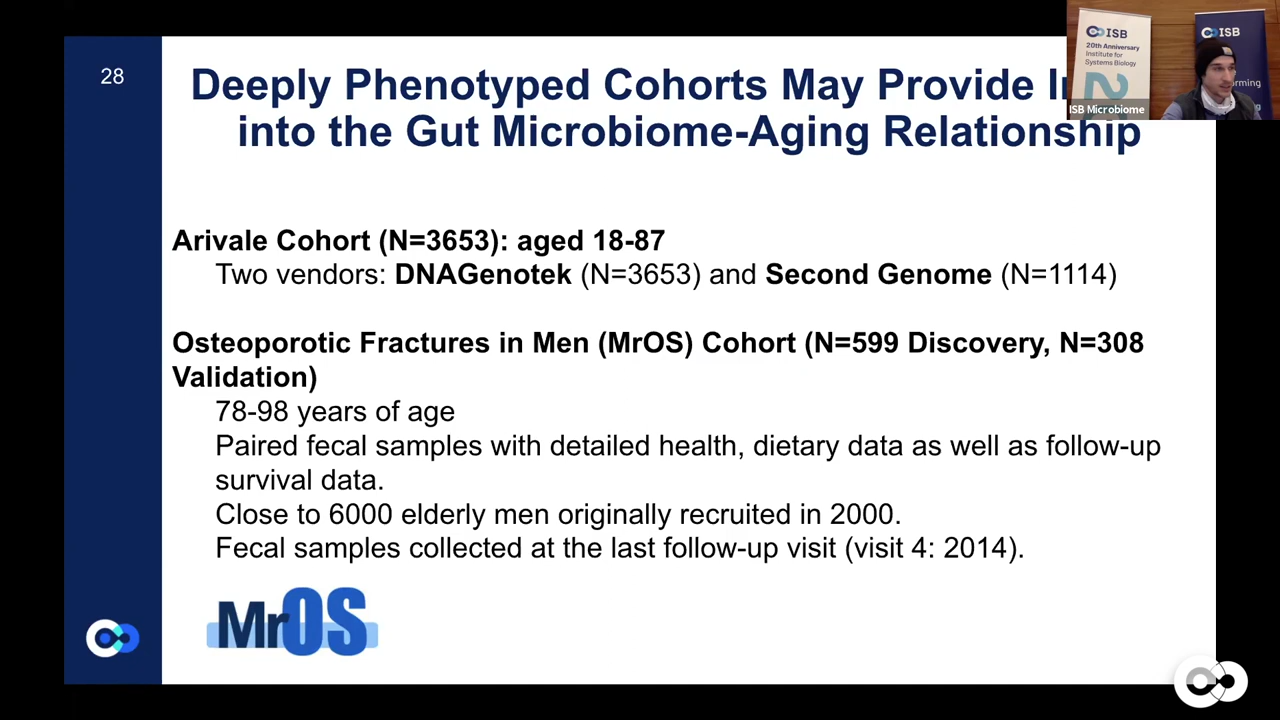 28
Deeply Phenotyped Cohorts May Provide
into the Gut Microbiome-Aging Relationship
ISB
20th Anniversary
Institute for
Systems Biology
ISB
ISB Microbiome
Arivale Cohort (N=3653): aged 18-87
Two vendors: DNAGenotek (N=3653) and Second Genome (N=1114)
Osteoporotic Fractures in Men (MrOS) Cohort (N=599 Discovery, N=308
Validation)
78-98 years of age
Paired fecal samples with detailed health, dietary data as well as follow-up
survival data.
Close to 6000 elderly men originally recruited in 2000.
Fecal samples collected at the last follow-up visit (visit 4: 2014).
MrOS